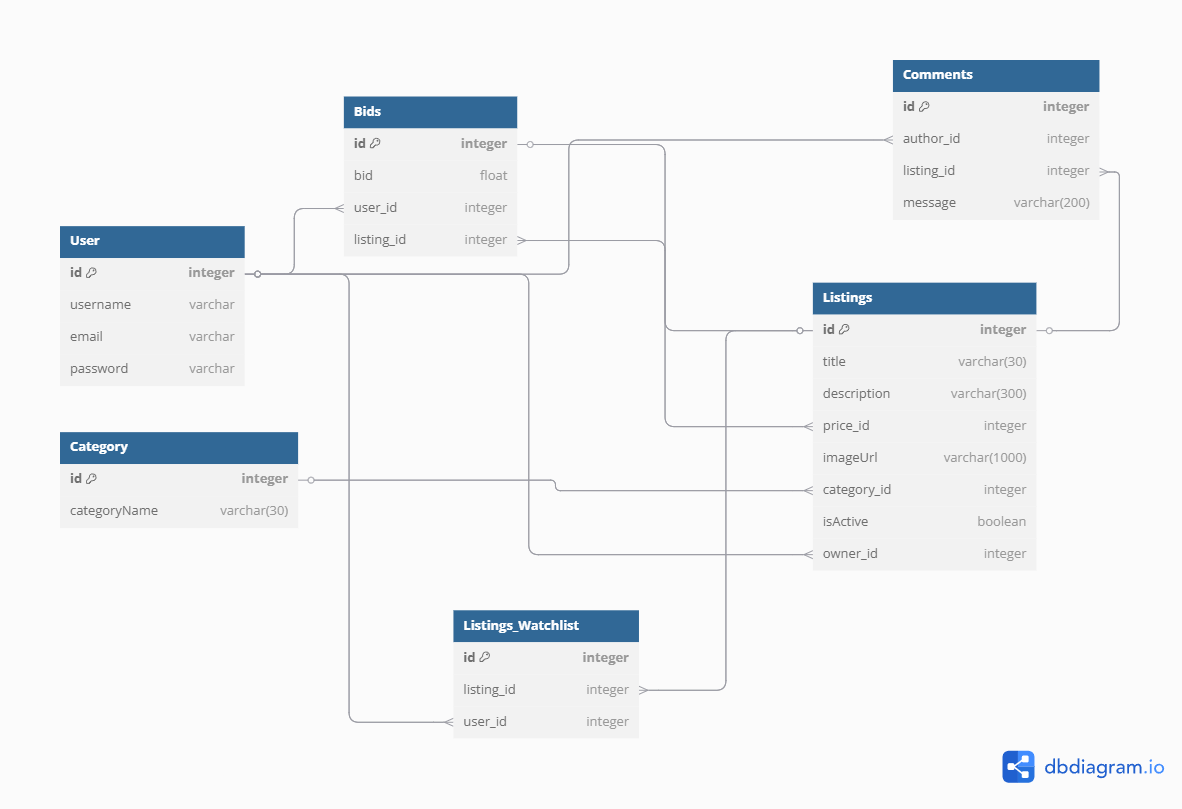 Comments
id integer
author_id integer
listing_id integer
message varchar(200)
Bids
id integer
bid float
user_id integer
listing_id integer
User
id integer
username varchar
email varchar
password varchar
Listings
id integer
title varchar(30)
description varchar(300)
price_id integer
imageUrl varchar(1000)
category_id integer
isActive boolean
owner_id integer
Category
id integer
categoryName varchar(30)
Listings_Watchlist
id integer
listing_id integer
user_id integer
dbdiagram.io